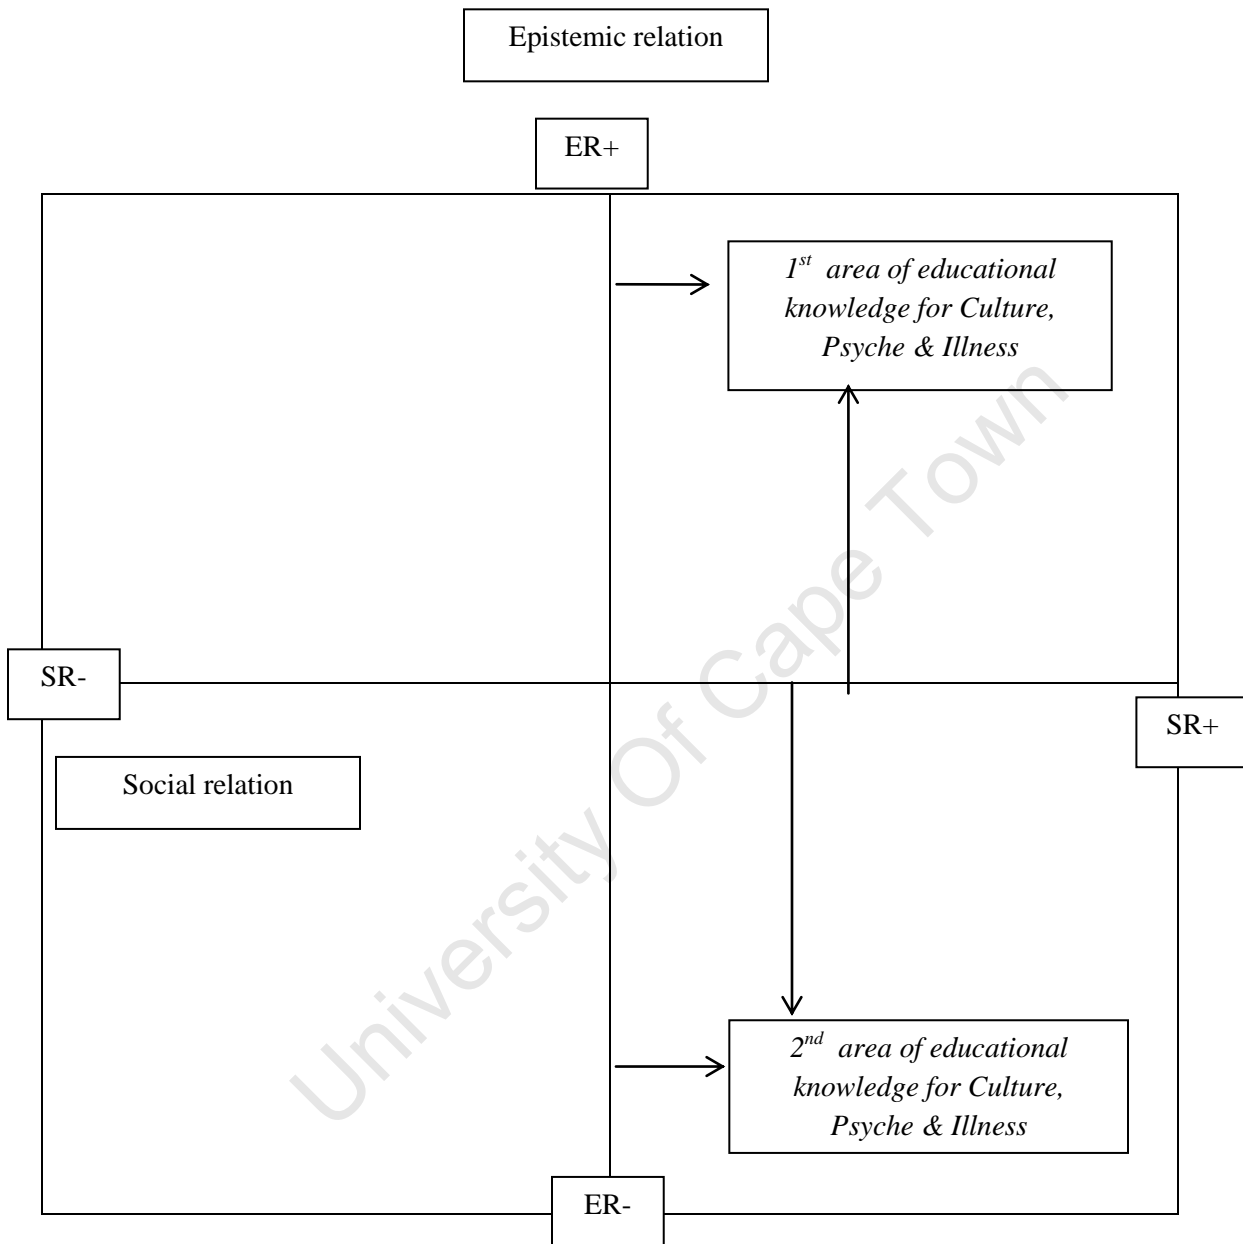 Epistemic relation
ER+
1st area of educational
knowledge for Culture,
Psyche & Illness
SR-
SR+
Social relation
2nd area of educational
knowledge for Culture,
Psyche & Illness
ER-
University Of Cape Town